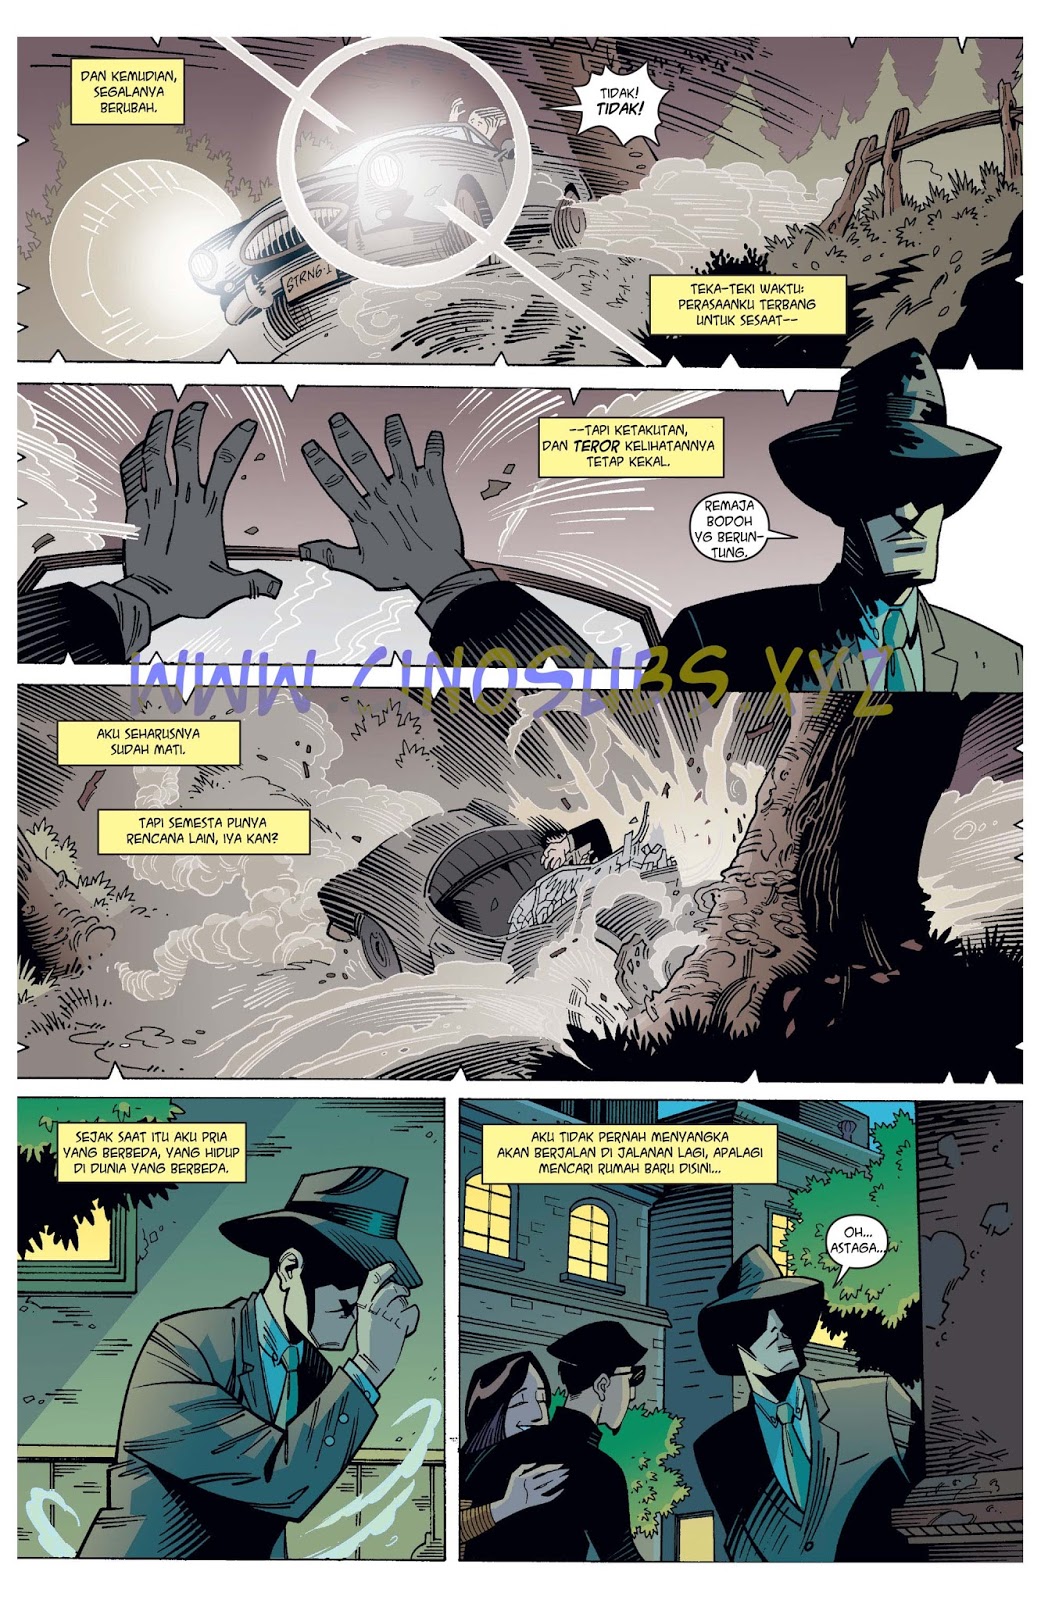 DAN KEMUDIAN,
SEGALANYA
BERUBAH.
TIDAK!
TIDAK!
STRNG-1
TEKA-TEKI WAKTU:
PERASAANKU TERBANG
UNTUK SESAAT--
--TAPI KETAKUTAN,
DAN TEROR KELIHATANNYA
TETAP KEKAL.
REMAJA
BODOH
YG BERUN-
TUNG.
WWW.CINOSUBS.XYZ
AKU SEHARUSNYA
SUDAH MATI.
TAPI SEMESTA PUNYA
RENCANA LAIN, IYA KAN?
SEJAK SAAT ITU AKU PRIA
YANG BERBEDA, YANG HIDUP
DI DUNIA YANG BERBEDA.
AKU TIDAK PERNAH MENYANGKA
AKAN BERJALAN DI JALANAN LAGI, APALAGI
MENCARI RUMAH BARU DISINI...
OH...
ASTAGA...